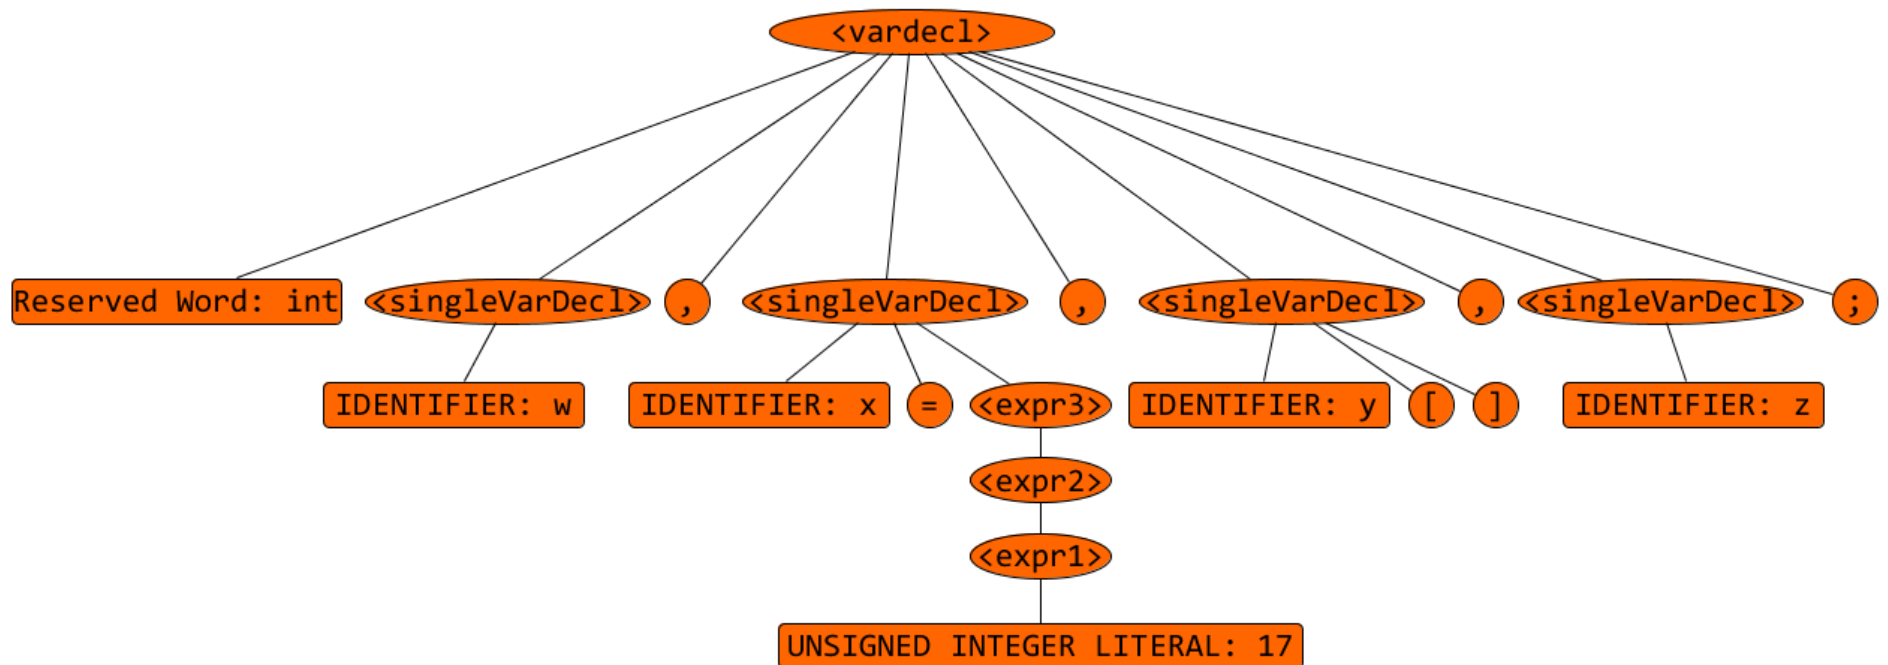 <vardecl>
Reserved Word: int <singleVarDecl> , <singleVarDecl> , <singleVarDecl> , <singleVarDecl> ;
IDENTIFIER: w IDENTIFIER: x = <expr3> IDENTIFIER: y [ ] IDENTIFIER: z
<expr2>
<expr1>
UNSIGNED INTEGER LITERAL: 17